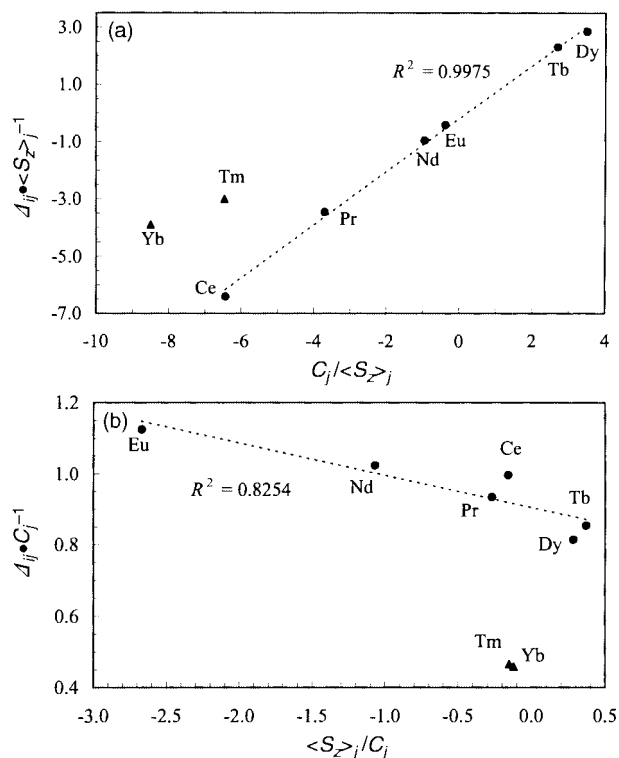 (a)
3.0
1.0
-1.0
-3.0
-5.0
-7.0
Δij•<Sz>j⁻¹
R² = 0.9975
Dy
Tb
Eu
Nd
Tm
Pr
Yb
Ce
-10 -8 -6 -4 -2 0 2 4
Cj/<Sz>j
(b)
1.2
1.0
0.8
0.6
0.4
Δij•Cj⁻¹
Eu
R² = 0.8254
Nd
Ce
Pr
Tb
Dy
Tm
Yb
-3.0 -2.5 -2.0 -1.5 -1.0 -0.5 0.0 0.5
<Sz>j/Cj